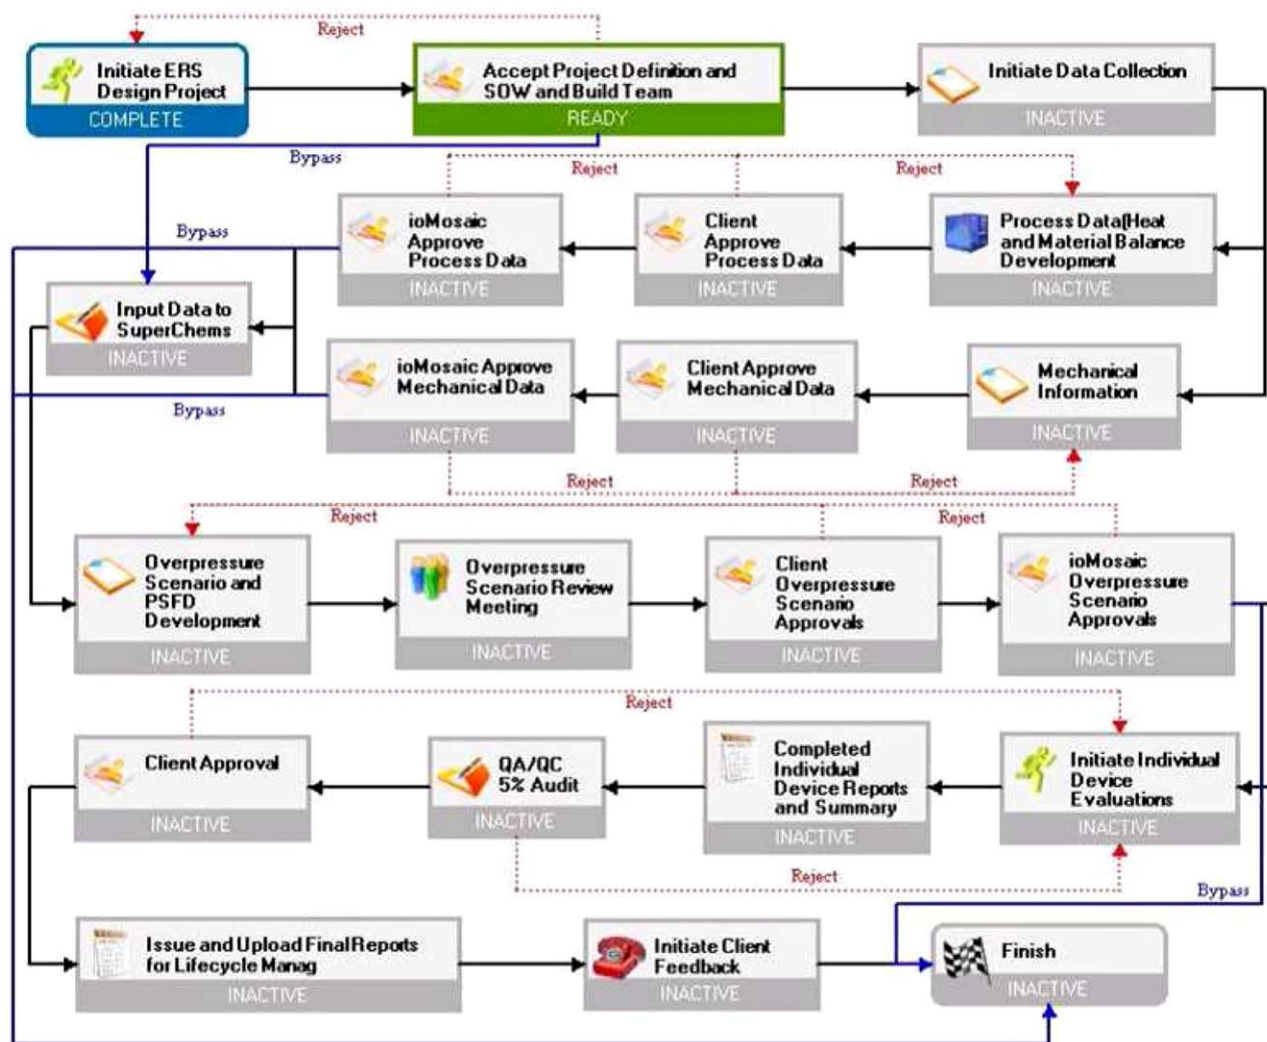 Reject
Initiate ERS
Design Project
COMPLETE
Accept Project Definition and
SOW and Build Team
READY
Initiate Data Collection
INACTIVE
Bypass
Reject
Reject
Bypass
ioMosaic
Approve
Process Data
INACTIVE
Client
Approve
Process Data
INACTIVE
Process Data(Heat
and Material Balance
Development
INACTIVE
Input Data to
SuperChems
INACTIVE
ioMosaic Approve
Mechanical Data
INACTIVE
Client Approve
Mechanical Data
INACTIVE
Mechanical
Information
INACTIVE
Bypass
Reject
Reject
Reject
Reject
Overpressure
Scenario and
PSFD
Development
INACTIVE
Overpressure
Scenario Review
Meeting
INACTIVE
Client
Overpressure
Scenario
Approvals
INACTIVE
ioMosaic
Overpressure
Scenario
Approvals
INACTIVE
Reject
Client Approval
INACTIVE
QA/QC
5% Audit
INACTIVE
Completed
Individual
Device Reports
and Summary
INACTIVE
Initiate Individual
Device
Evaluations
INACTIVE
Reject
Bypass
Issue and Upload Final Reports
for Lifecycle Manag
INACTIVE
Initiate Client
Feedback
INACTIVE
Finish
INACTIVE